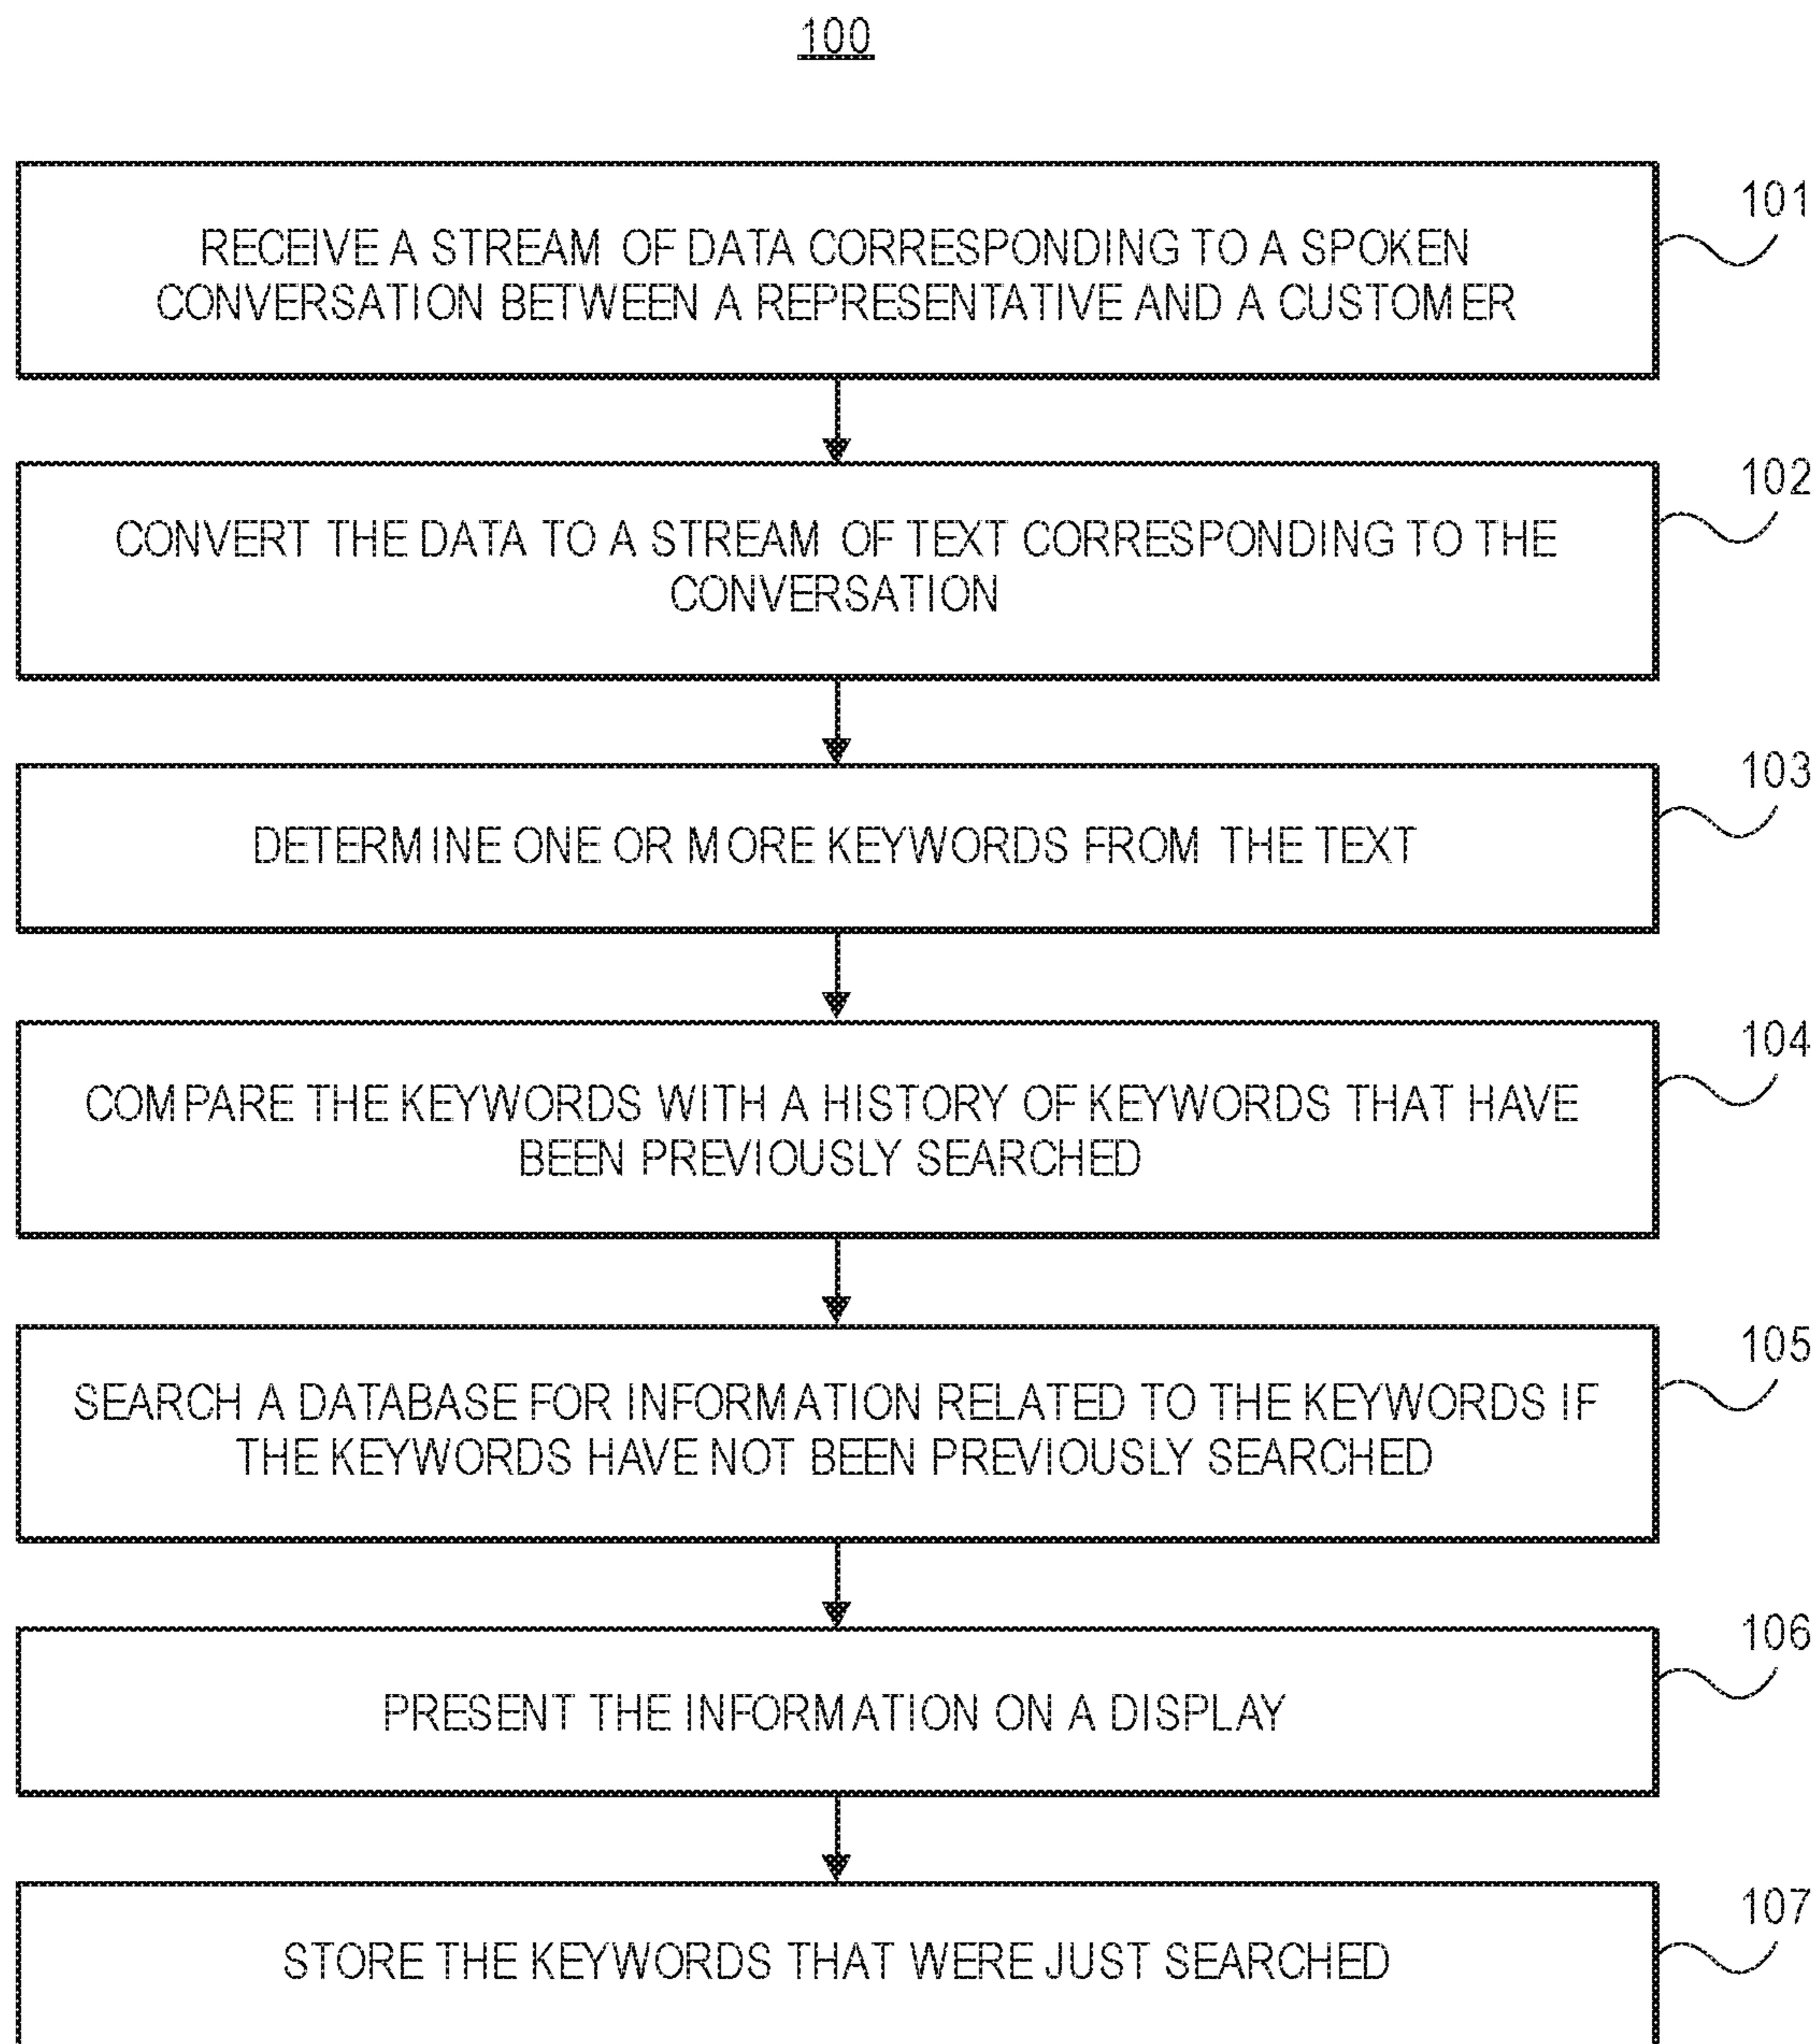 100
RECEIVE A STREAM OF DATA CORRESPONDING TO A SPOKEN
CONVERSATION BETWEEN A REPRESENTATIVE AND A CUSTOMER
101
CONVERT THE DATA TO A STREAM OF TEXT CORRESPONDING TO THE
CONVERSATION
102
DETERMINE ONE OR MORE KEYWORDS FROM THE TEXT
103
COMPARE THE KEYWORDS WITH A HISTORY OF KEYWORDS THAT HAVE
BEEN PREVIOUSLY SEARCHED
104
SEARCH A DATABASE FOR INFORMATION RELATED TO THE KEYWORDS IF
THE KEYWORDS HAVE NOT BEEN PREVIOUSLY SEARCHED
105
PRESENT THE INFORMATION ON A DISPLAY
106
STORE THE KEYWORDS THAT WERE JUST SEARCHED
107